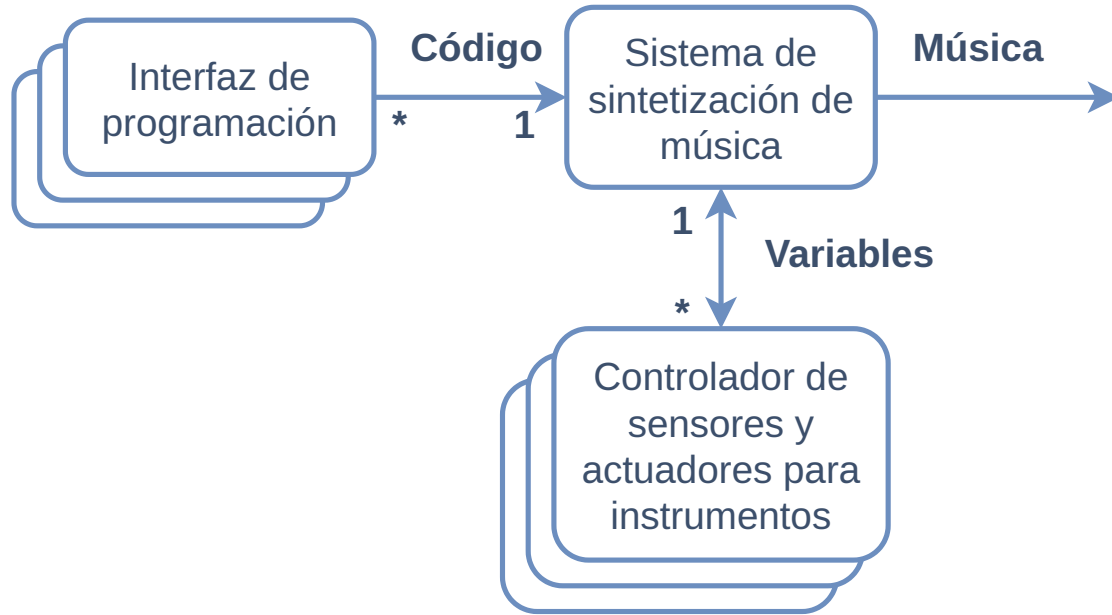 Interfaz de
programación
Código
*
1
Sistema de
sintetización de
música
Música
1
Variables
*
Controlador de
sensores y
actuadores para
instrumentos